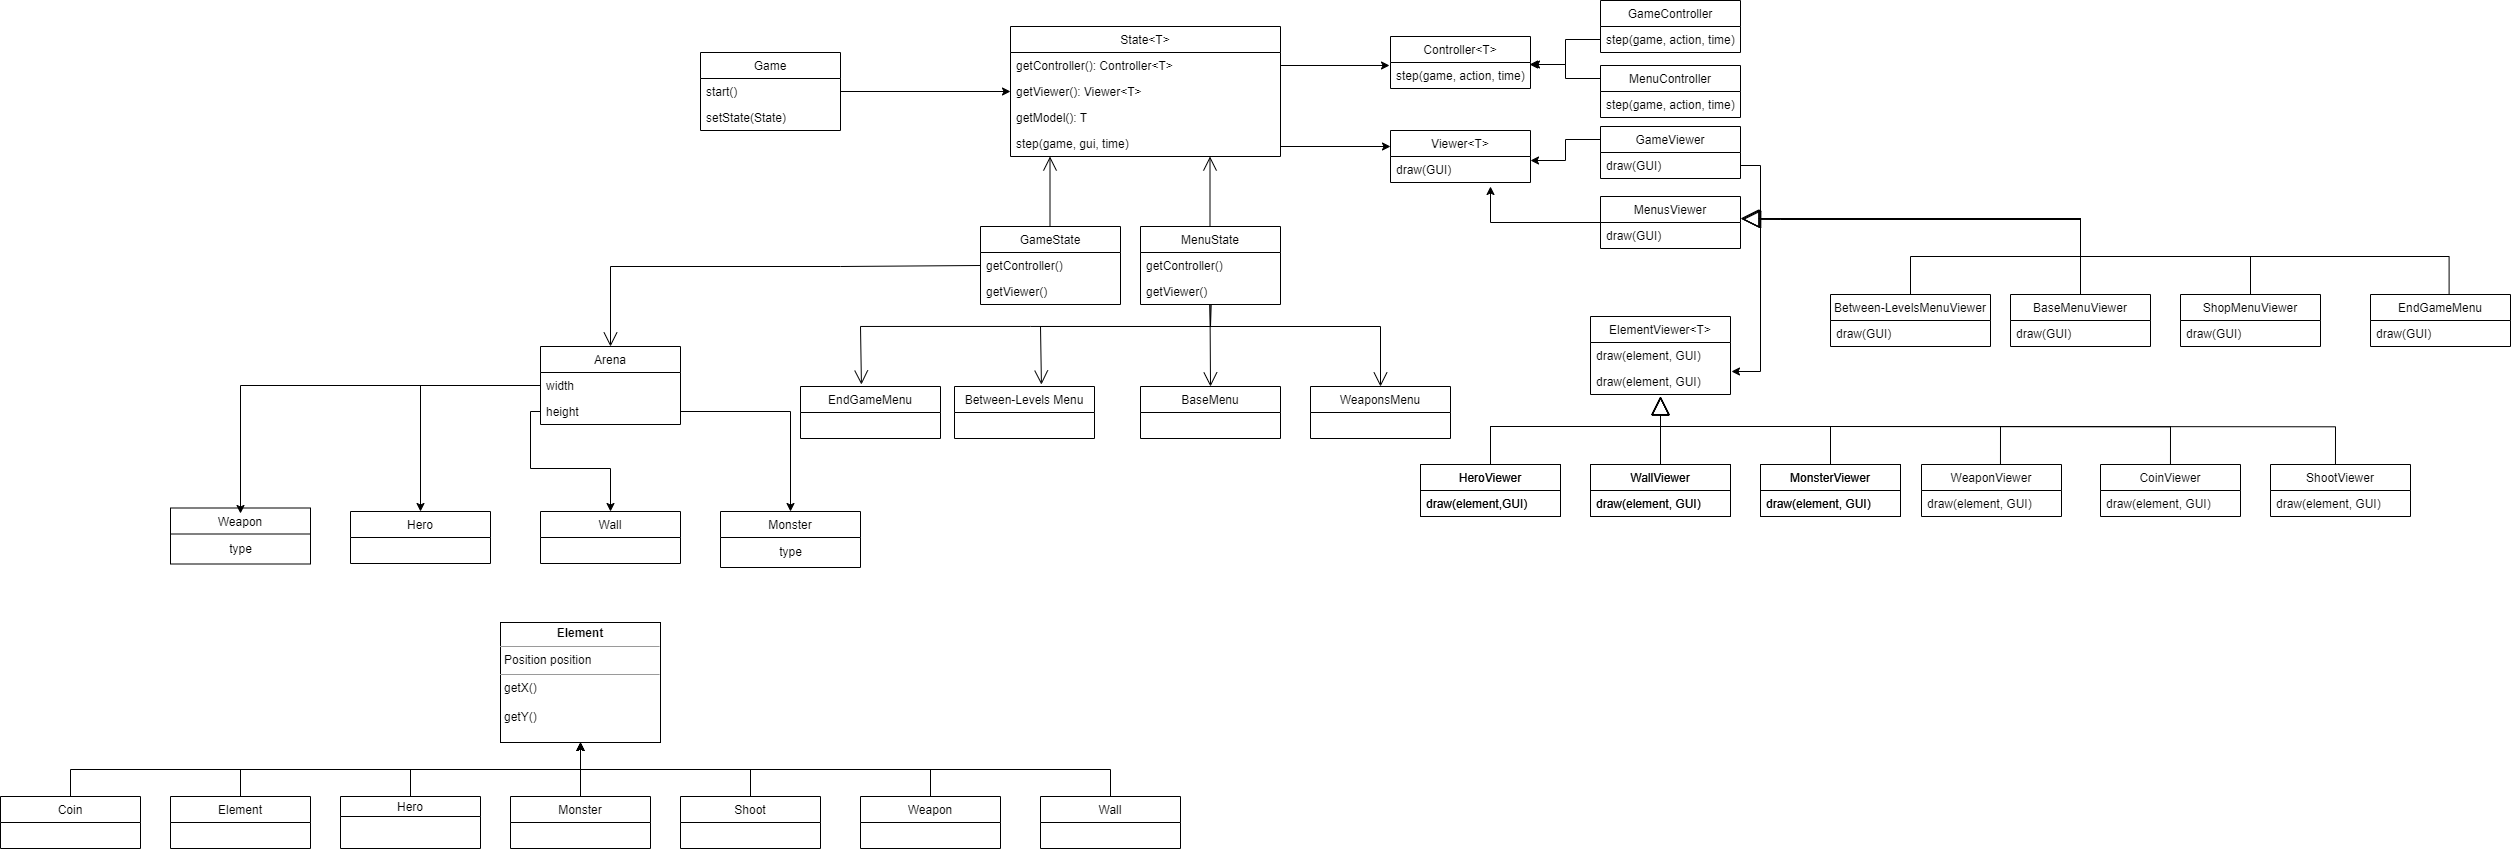 Game
start()
setState(State)
State<T>
getController(): Controller<T>
getViewer(): Viewer<T>
getModel(): T
step(game, gui, time)
Controller<T>
step(game, action, time)
GameController
step(game, action, time)
MenuController
step(game, action, time)
Viewer<T>
draw(GUI)
GameViewer
draw(GUI)
MenusViewer
draw(GUI)
GameState
getController()
getViewer()
MenuState
getController()
getViewer()
Between-LevelsMenuViewer
draw(GUI)
BaseMenuViewer
draw(GUI)
ShopMenuViewer
draw(GUI)
EndGameMenu
draw(GUI)
ElementViewer<T>
draw(element, GUI)
draw(element, GUI)
Arena
width
height
EndGameMenu
Between-Levels Menu
BaseMenu
WeaponsMenu
HeroViewer
draw(element,GUI)
WallViewer
draw(element, GUI)
MonsterViewer
draw(element, GUI)
WeaponViewer
draw(element, GUI)
CoinViewer
draw(element, GUI)
ShootViewer
draw(element, GUI)
Weapon
type
Hero
Wall
Monster
type
Element
Position position
getX()
getY()
Coin
Element
Hero
Monster
Shoot
Weapon
Wall